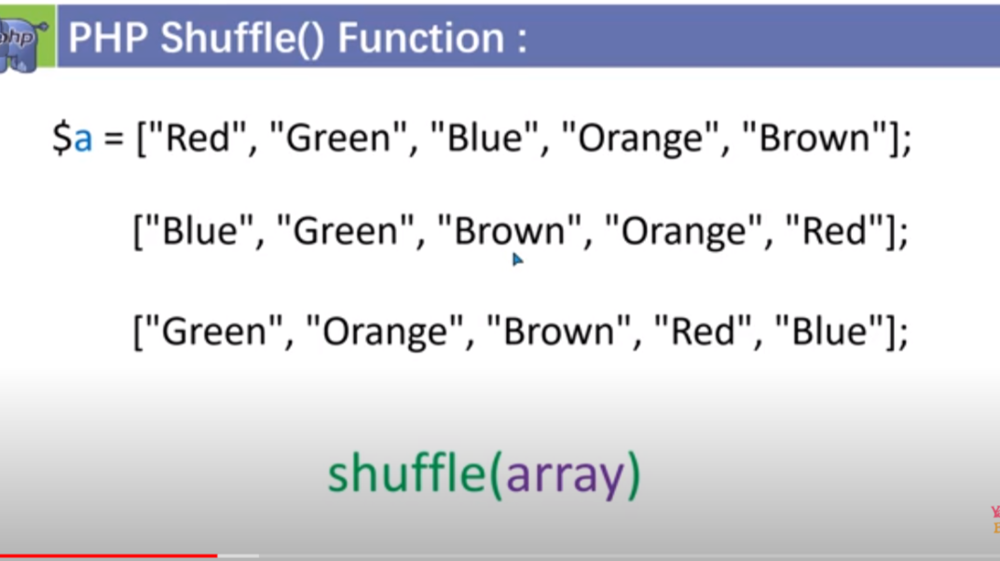 php
PHP Shuffle() Function :
$a = ["Red", "Green", "Blue", "Orange", "Brown"];
["Blue", "Green", "Brown", "Orange", "Red"];
["Green", "Orange", "Brown", "Red", "Blue"];
shuffle(array)